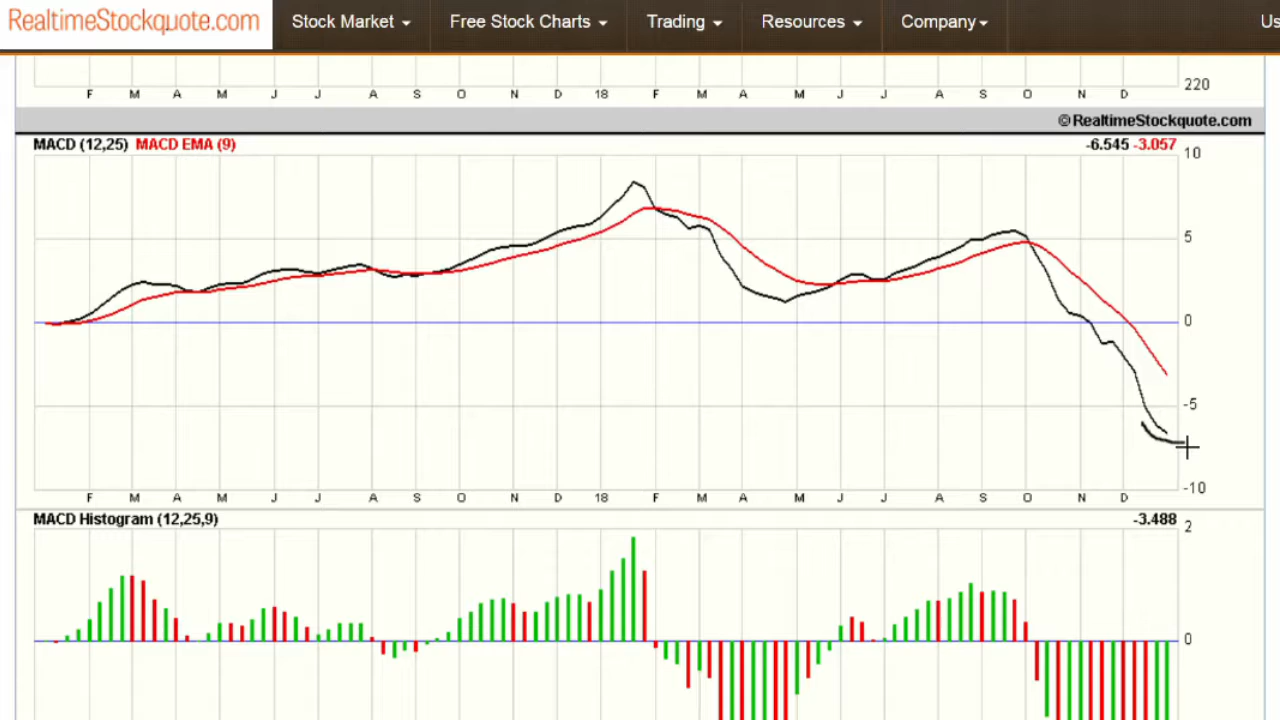 RealtimeStockquote.com Stock Market Free Stock Charts Trading Resources Company Us
220
F M A M J J A S O N D 18 F M A M J J A S O N D
© RealtimeStockquote.com
MACD (12,25) MACD EMA (9) -6.545 -3.057
10
5
0
-5
-10
F M A M J J A S O N D 18 F M A M J J A S O N D
MACD Histogram (12,25,9) -3.488
2
0